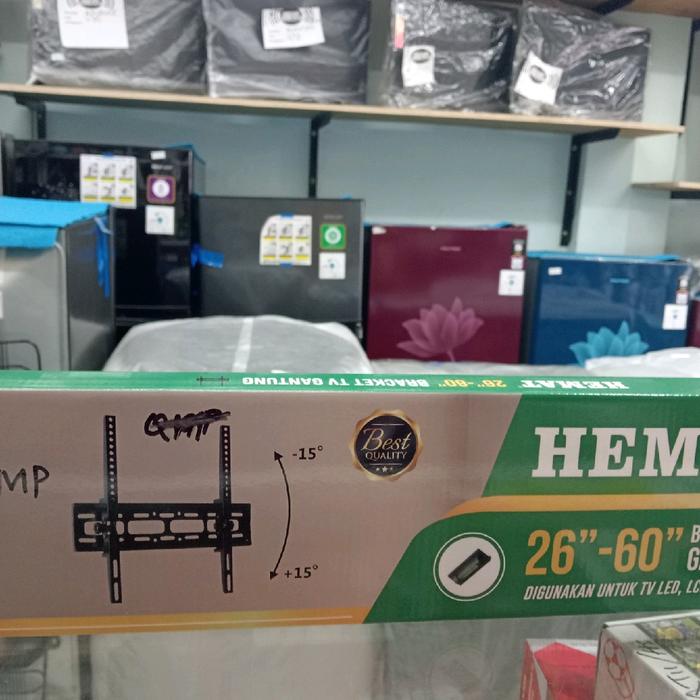 HEMAT 26"-60" BRACKET TV GANTUNG
MP
QMP
-15°
+15°
Best
QUALITY
HEM
26"-60"
B
G
DIGUNAKAN UNTUK TV LED, LC